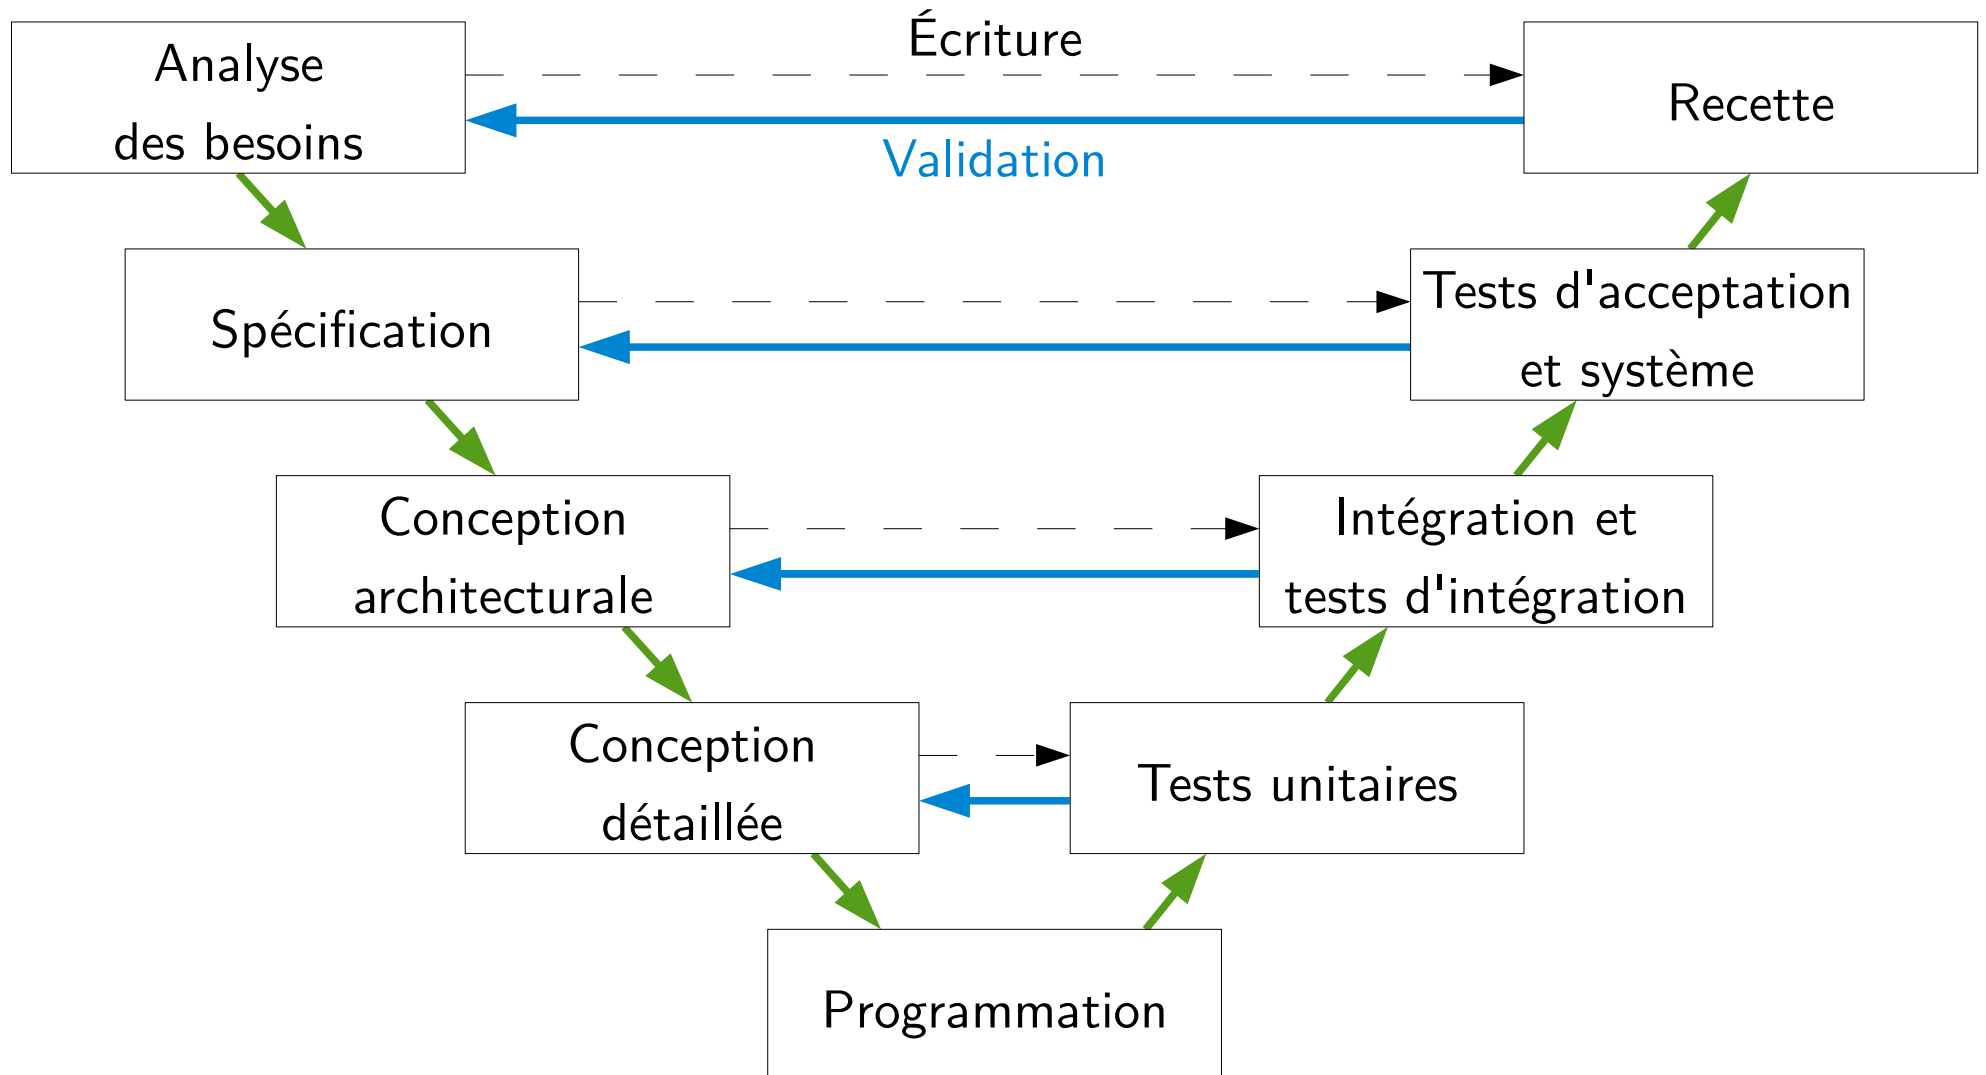 Analyse
des besoins
Écriture
Validation
Recette
Spécification
Tests d'acceptation
et système
Conception
architecturale
Intégration et
tests d'intégration
Conception
détaillée
Tests unitaires
Programmation